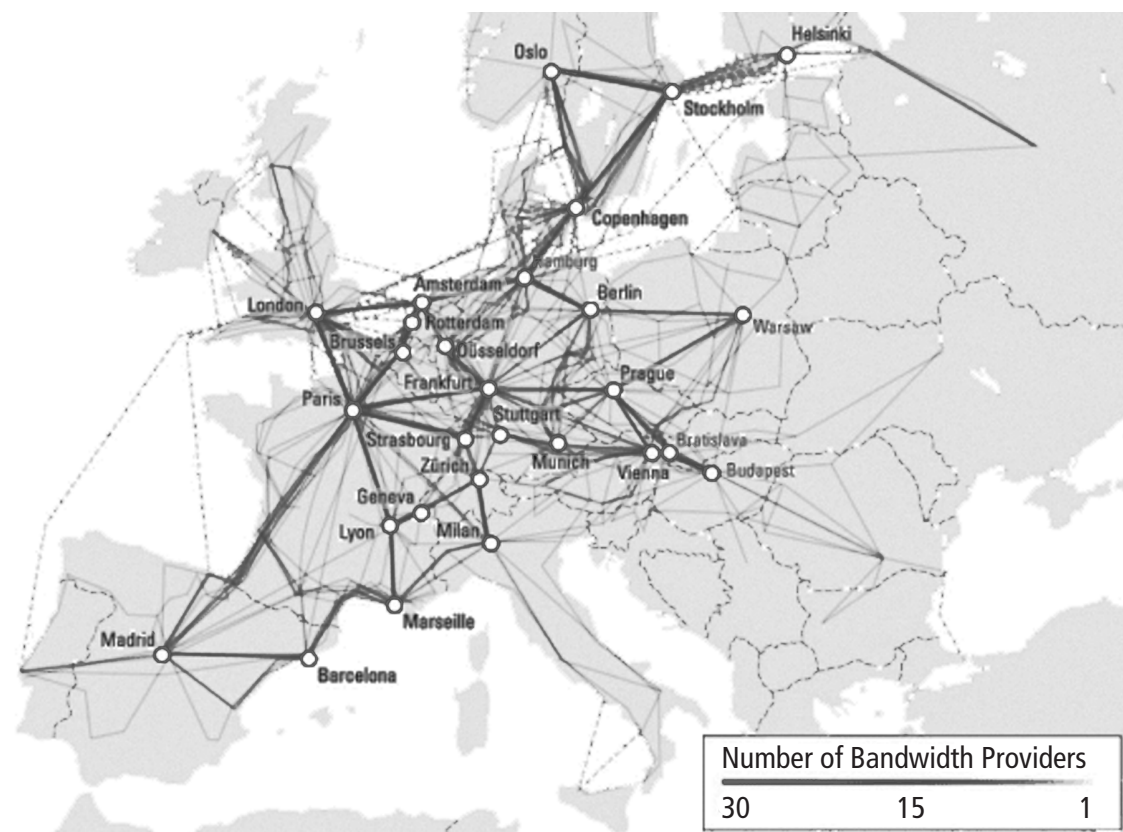 Helsinki
Oslo
Stockholm
Copenhagen
Hamburg
Amsterdam
Berlin
London
Rotterdam
Warsaw
Brussels
Düsseldorf
Frankfurt
Prague
Paris
Stuttgart
Strasbourg
Bratislava
Munich
Zürich
Vienna
Budapest
Geneva
Lyon
Milan
Marseille
Madrid
Barcelona
Number of Bandwidth Providers
30 15 1